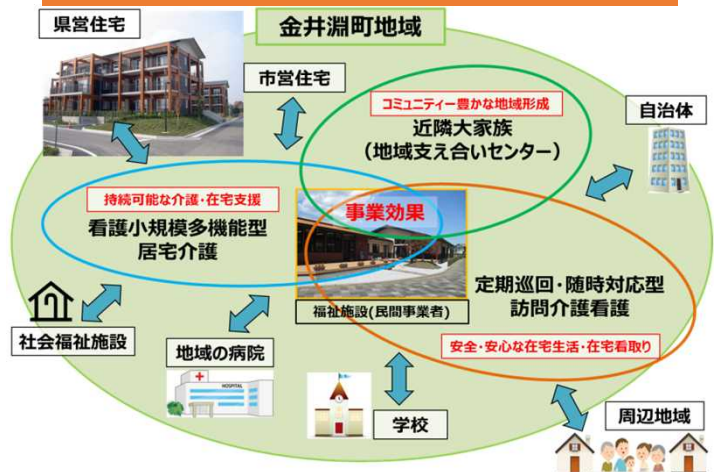 県営住宅
金井淵町地域
市営住宅
コミュニティー豊かな地域形成
近隣大家族
(地域支え合いセンター)
自治体
持続可能な介護・在宅支援
看護小規模多機能型
居宅介護
事業効果
定期巡回・随時対応型
訪問介護看護
福祉施設(民間事業者)
安全・安心な在宅生活・在宅看取り
社会福祉施設
地域の病院
HOSPITAL
学校
周辺地域